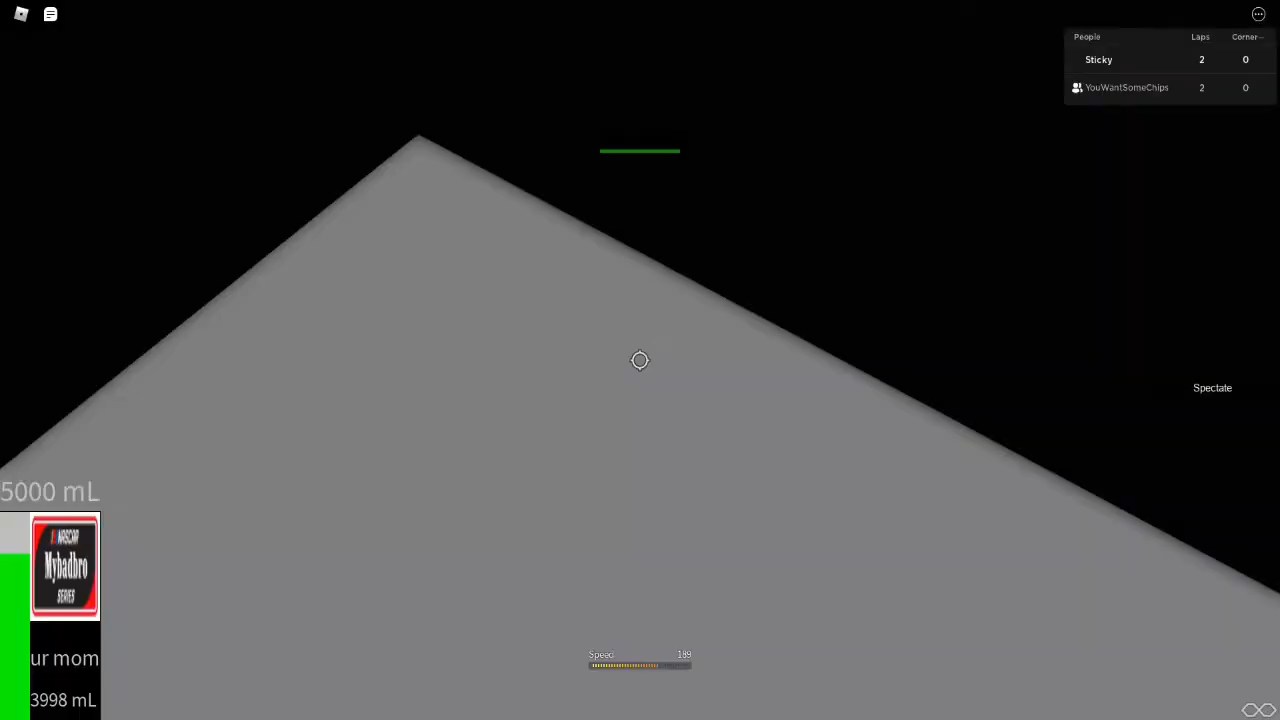 People Laps Corner...
Sticky 2 0
YouWantSomeChips 2 0
Spectate
5000 mL
NASCAR
Mybadbro
SERIES
ur mom
3998 mL
Speed 189